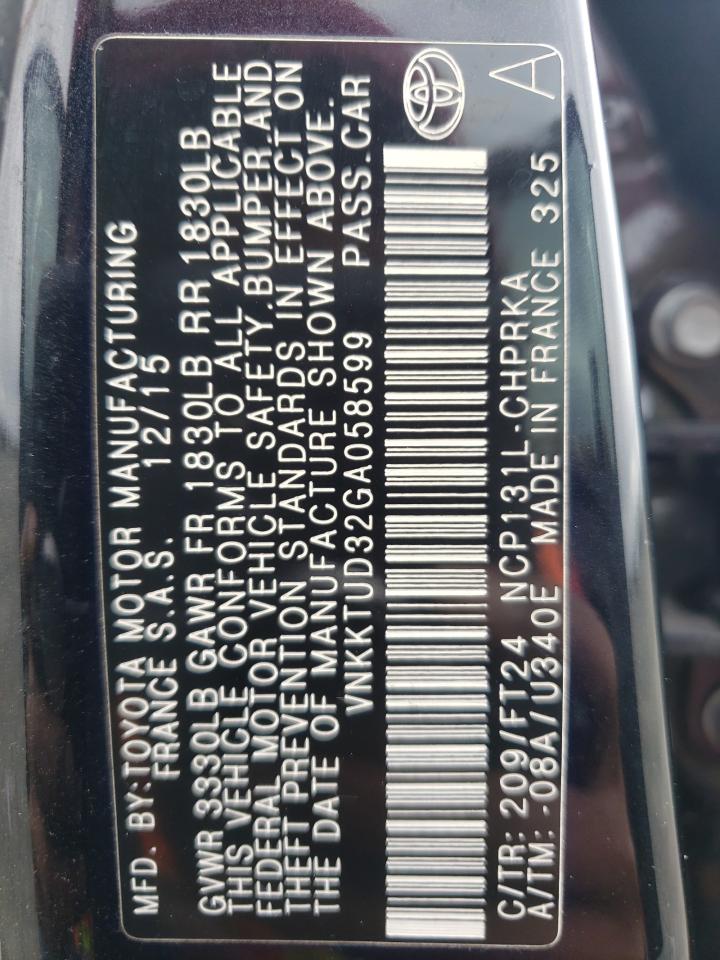 MFD. BY:TOYOTA MOTOR MANUFACTURING
FRANCE S.A.S. 12/15
GVWR 3330LB GAWR FR 1830LB RR 1830LB
THIS VEHICLE CONFORMS TO ALL APPLICABLE
FEDERAL MOTOR VEHICLE SAFETY,BUMPER,AND
THEFT PREVENTION STANDARDS IN EFFECT ON
THE DATE OF MANUFACTURE SHOWN ABOVE.
VNKKTUD32GA058599 PASS.CAR
C/TR: 209/FT24 NCP131L-CHPRKA
A/TM: -08A/U340E MADE IN FRANCE 325
A